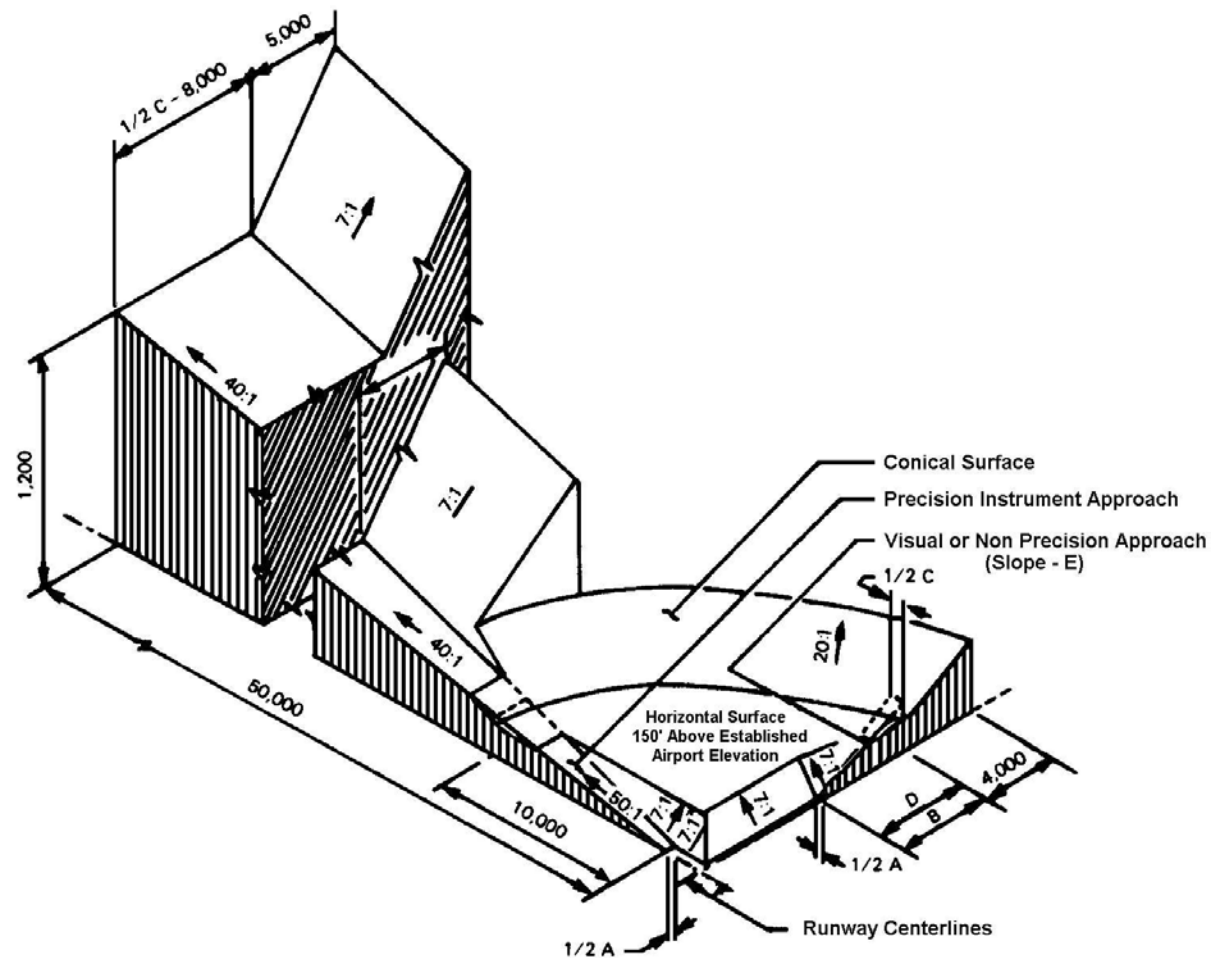 5,000
1/2 C - 8,000
7:1
40:1
1,200
7:1
Conical Surface
Precision Instrument Approach
Visual or Non Precision Approach
(Slope - E)
1/2 C
20:1
40:1
50,000
Horizontal Surface
150' Above Established
Airport Elevation
7:1
4,000
50:1
7:1
7:1
7:1
D
B
10,000
1/2 A
Runway Centerlines
1/2 A